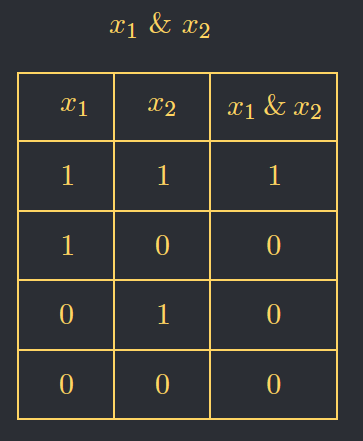 x₁ & x₂
x₁ x₂ x₁ & x₂
1 1 1
1 0 0
0 1 0
0 0 0